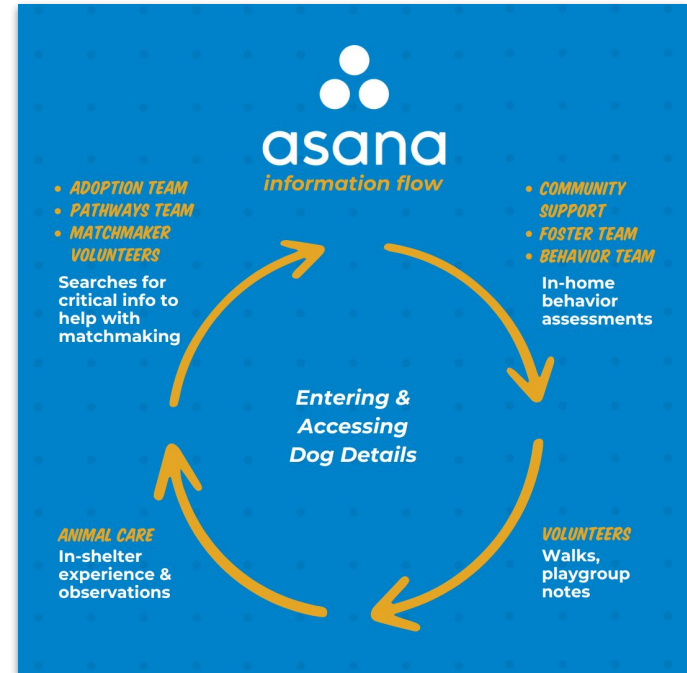 asana
information flow
• ADOPTION TEAM
• PATHWAYS TEAM
• MATCHMAKER
VOLUNTEERS
Searches for
critical info to
help with
matchmaking
• COMMUNITY
SUPPORT
• FOSTER TEAM
• BEHAVIOR TEAM
In-home
behavior
assessments
Entering &
Accessing
Dog Details
ANIMAL CARE
In-shelter
experience &
observations
VOLUNTEERS
Walks,
playgroup
notes